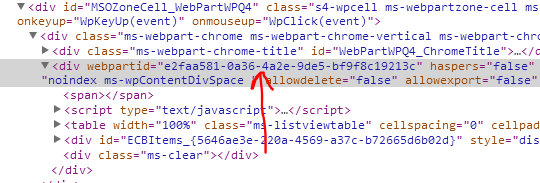 <div id="MSOZoneCell_WebPartWPQ4" class="s4-wpcell ms-webpartzone-cell ms
onkeyup="WpKeyUp(event)" onmouseup="WpClick(event)">
<div class="ms-webpart-chrome ms-webpart-chrome-vertical ms-webpart-chro
<div class="ms-webpart-chrome-title" id="WebPartWPQ4_ChromeTitle">…</di
<div webpartid="e2faa581-0a36-4a2e-9de5-bf9f8c19213c" haspers="false"
"noindex ms-wpContentDivSpace " allowdelete="false" allowexport="false"
<span></span>
<script type="text/javascript">…</script>
<table width="100%" class="ms-listviewtable" cellspacing="0" cellpad
<div id="ECBItems_{5646ae3e-220a-4569-a37c-b72665d6b02d}" style="dis
<div class="ms-clear"></div>
</div>